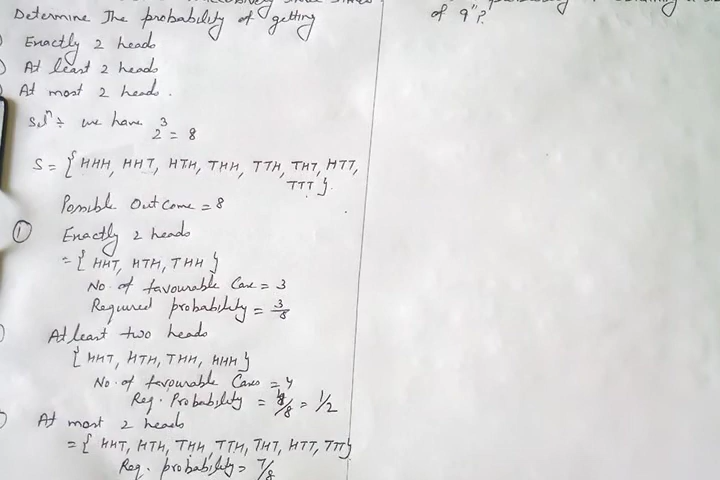 Determine The probability of getting
Exactly 2 heads
At least 2 heads
At most 2 heads.
Solⁿ:- we have 2³ = 8
S = { HHH, HHT, HTH, THH, TTH, THT, HTT,
TTT }.
Possible Outcome = 8
① Exactly 2 heads
= { HHT, HTH, THH }
No. of favourable Case = 3
Required probability = 3/8
At least two heads
{ HHT, HTH, THH, HHH }
No. of favourable Cases = 4
Req. Probability = 4/8 = 1/2
At most 2 heads
= { HHT, HTH, THH, TTH, THT, HTT, TTT }
Req. probability = 7/8
of 9"?